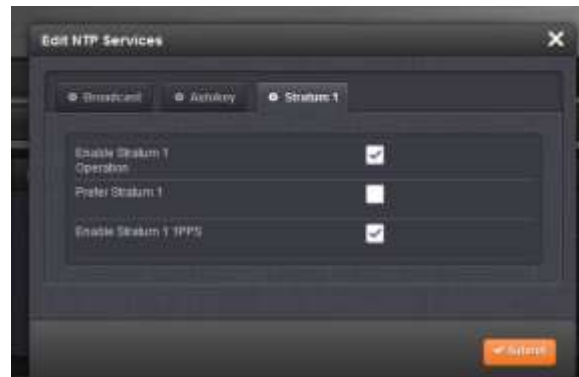 Edit NTP Services
Broadcast
Autokey
Stratum 1
Enable Stratum 1
Operation
Prefer Stratum 1
Enable Stratum 1 1PPS
Submit